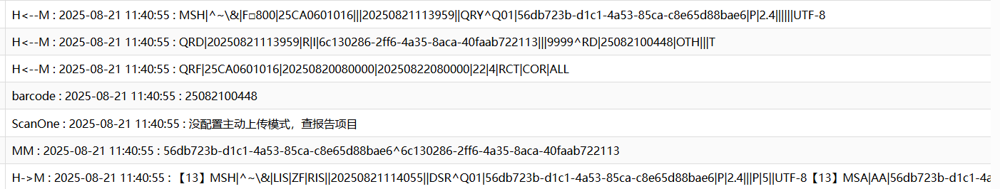 H<--M : 2025-08-21 11:40:55 : MSH|^~\&|F□800|25CA0601016|||20250821113959||QRY^Q01|56db723b-d1c1-4a53-85ca-c8e65d88bae6|P|2.4||||||UTF-8
H<--M : 2025-08-21 11:40:55 : QRD|20250821113959|R|I|6c130286-2ff6-4a35-8aca-40faab722113|||9999^RD|25082100448|OTH|||T
H<--M : 2025-08-21 11:40:55 : QRF|25CA0601016|20250820080000|20250822080000|22|4|RCT|COR|ALL
barcode : 2025-08-21 11:40:55 : 25082100448
ScanOne : 2025-08-21 11:40:55 : 没配置主动上传模式，查报告项目
MM : 2025-08-21 11:40:55 : 56db723b-d1c1-4a53-85ca-c8e65d88bae6^6c130286-2ff6-4a35-8aca-40faab722113
H->M : 2025-08-21 11:40:55 : 【13】MSH|^~\&|LIS|ZF|RIS||20250821114055||DSR^Q01|56db723b-d1c1-4a53-85ca-c8e65d88bae6|P|2.4|||P|5||UTF-8【13】MSA|AA|56db723b-d1c1-4a